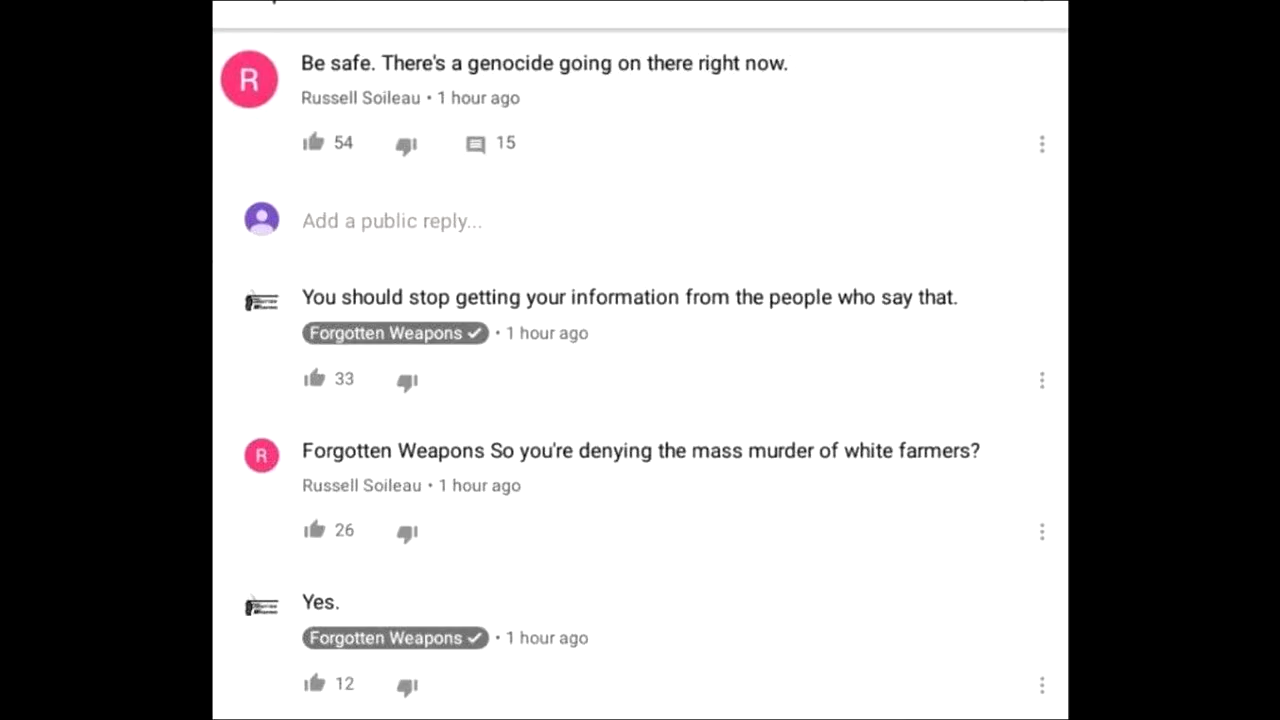 R
Be safe. There's a genocide going on there right now.
Russell Soileau • 1 hour ago
54 15
Add a public reply...
You should stop getting your information from the people who say that.
Forgotten Weapons ✓ • 1 hour ago
33
R
Forgotten Weapons So you're denying the mass murder of white farmers?
Russell Soileau • 1 hour ago
26
Yes.
Forgotten Weapons ✓ • 1 hour ago
12